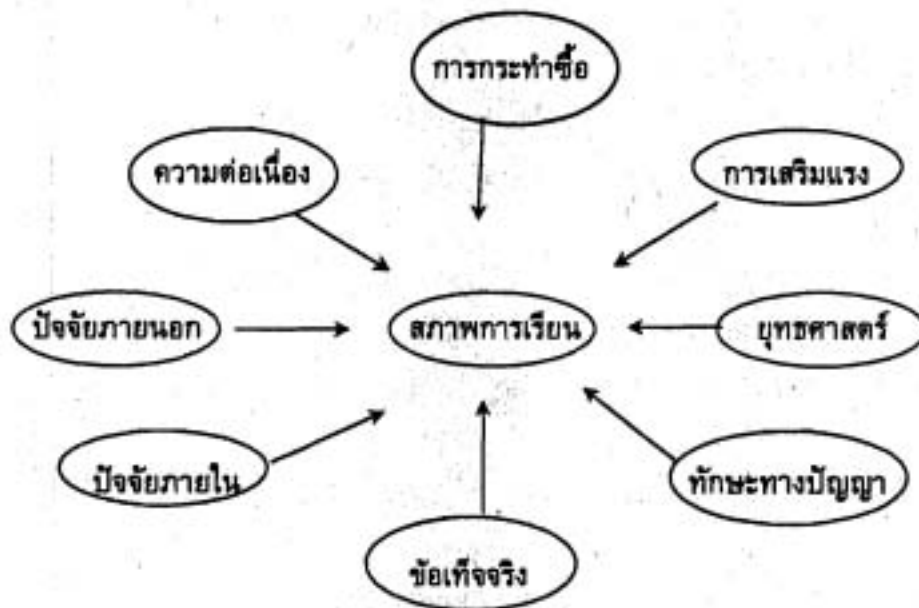 การกระทำซื้อ
ความต่อเนื่อง
การเสริมแรง
ปัจจัยภายนอก
สภาพการเรียน
ยุทธศาสตร์
ปัจจัยภายใน
ทักษะทางปัญญา
ข้อเท็จจริง